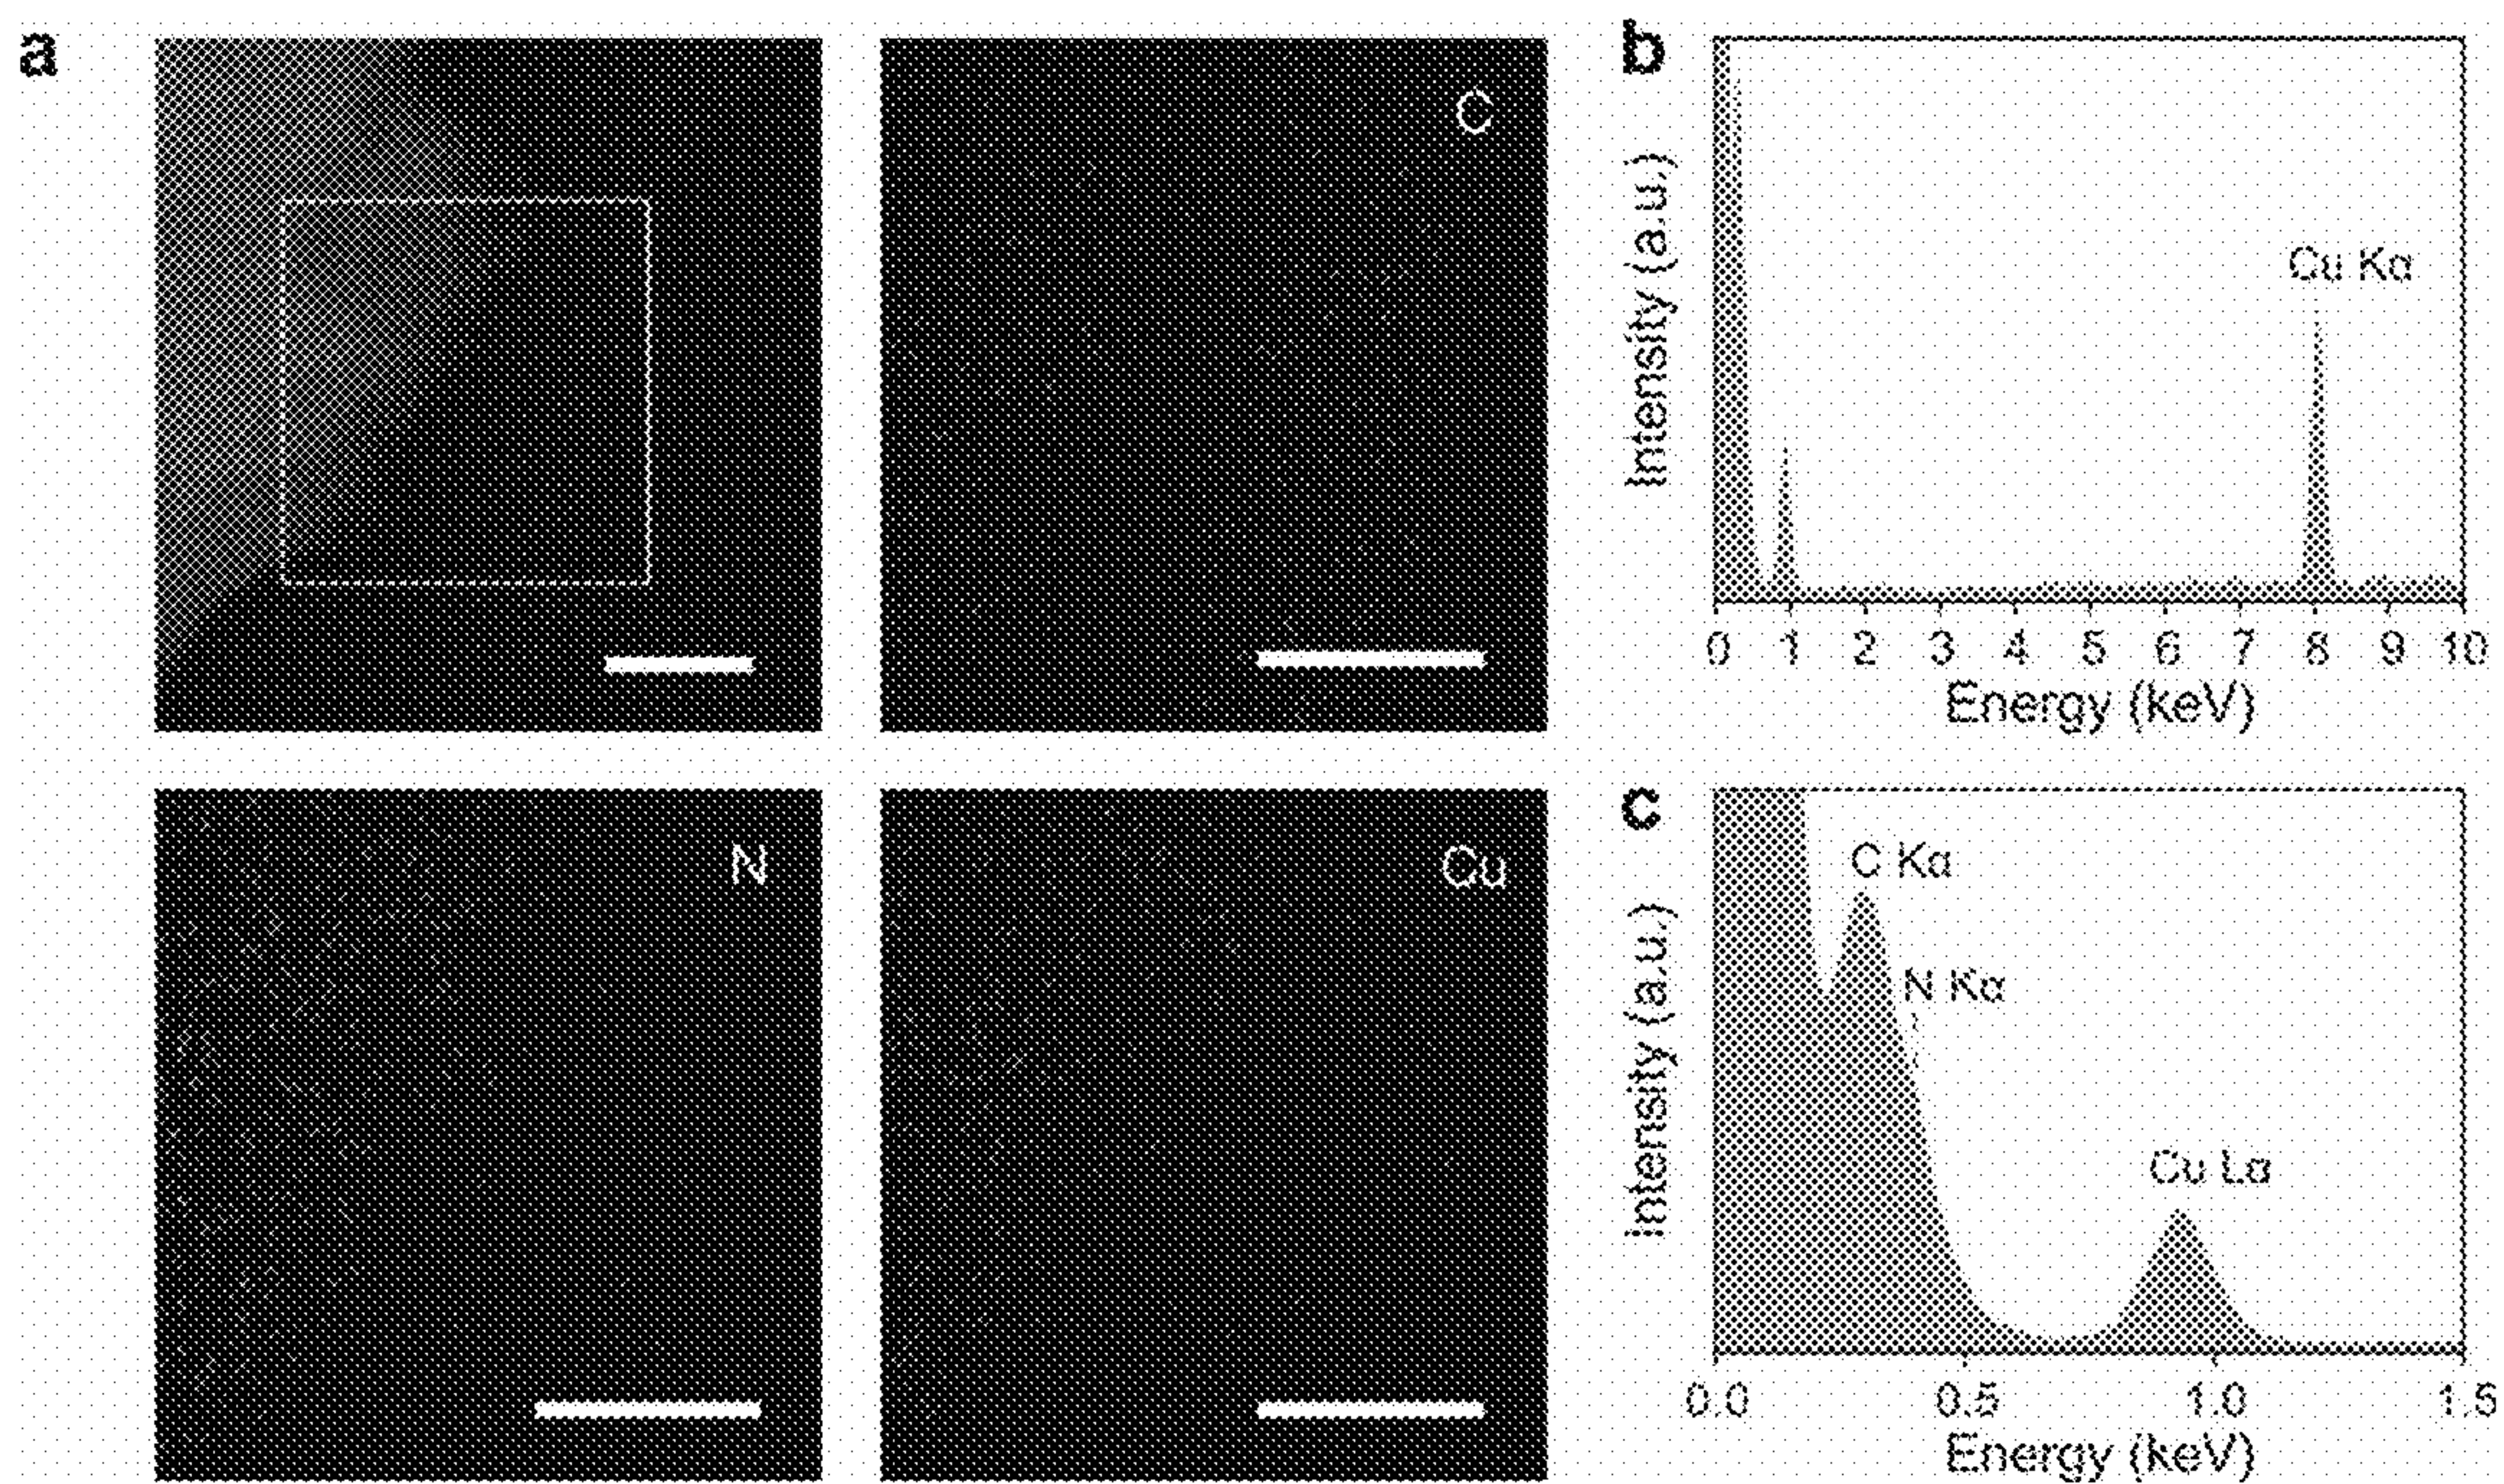 a
C
N
Cu
b
Intensity (a.u.)
Cu Kα
0 1 2 3 4 5 6 7 8 9 10
Energy (keV)
c
Intensity (a.u.)
C Kα
N Kα
Cu Lα
0.0 0.5 1.0 1.5
Energy (keV)